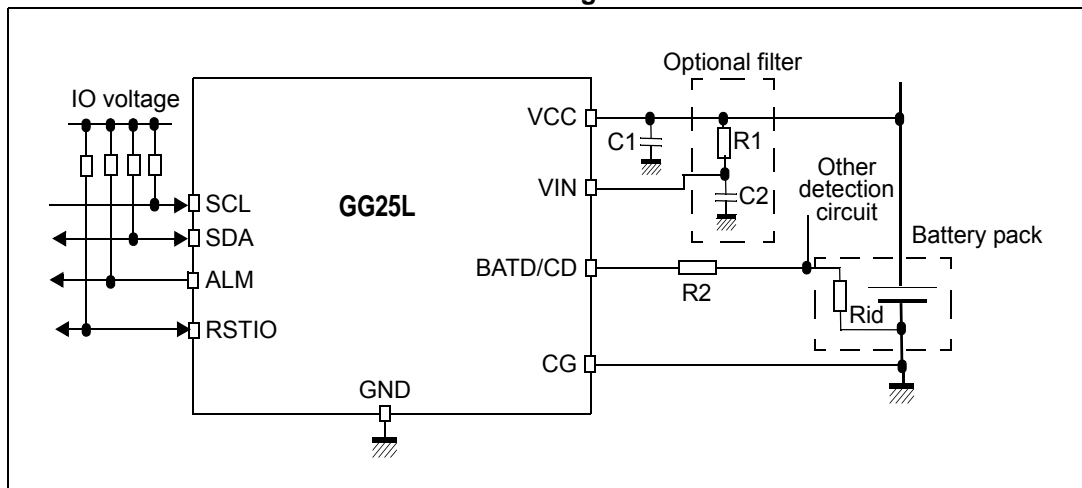 Optional filter
IO voltage
VCC
C1
R1
Other
detection
circuit
VIN
C2
SCL
GG25L
SDA
Battery pack
BATD/CD
ALM
R2
Rid
RSTIO
CG
GND